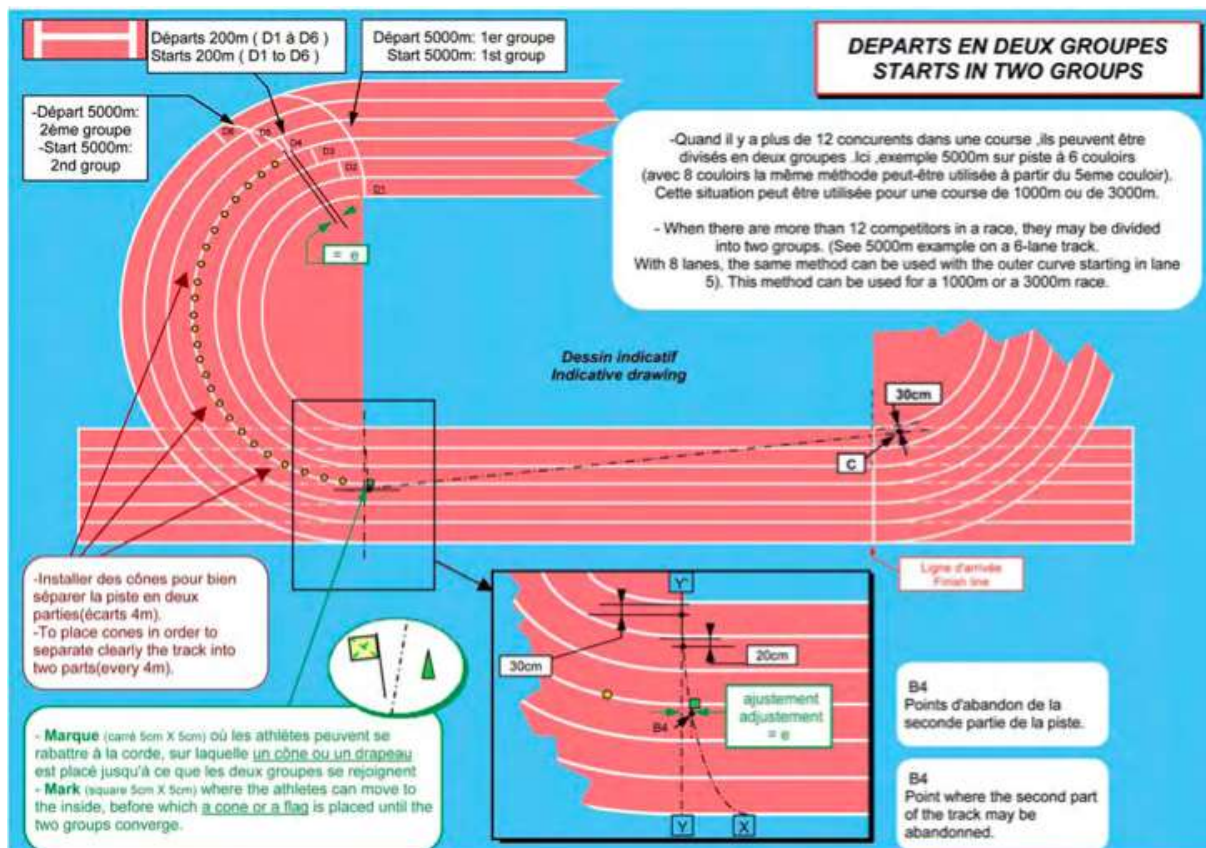 Départs 200m ( D1 à D6 )
Starts 200m ( D1 to D6 )
Départ 5000m: 1er groupe
Start 5000m: 1st group
DEPARTS EN DEUX GROUPES
STARTS IN TWO GROUPS
-Départ 5000m:
2ème groupe
-Start 5000m:
2nd group
D6
D5
D4
D3
D2
D1
= e
-Quand il y a plus de 12 concurents dans une course ,ils peuvent être
divisés en deux groupes .Ici ,exemple 5000m sur piste à 6 couloirs
(avec 8 couloirs la même méthode peut-être utilisée à partir du 5eme couloir).
Cette situation peut être utilisée pour une course de 1000m ou de 3000m.
- When there are more than 12 competitors in a race, they may be divided
into two groups. (See 5000m example on a 6-lane track.
With 8 lanes, the same method can be used with the outer curve starting in lane
5). This method can be used for a 1000m or a 3000m race.
Dessin indicatif
Indicative drawing
30cm
C
Ligne d'arrivée
Finish line
-Installer des cônes pour bien
séparer la piste en deux
parties(écarts 4m).
-To place cones in order to
separate clearly the track into
two parts(every 4m).
- Marque (carré 5cm X 5cm) où les athlètes peuvent se
rabattre à la corde, sur laquelle un cône ou un drapeau
est placé jusqu'à ce que les deux groupes se rejoignent
- Mark (square 5cm X 5cm) where the athletes can move to
the inside, before which a cone or a flag is placed until the
two groups converge.
Y'
30cm
20cm
ajustement
adjustement
= e
B4
Y
X
B4
Points d'abandon de la
seconde partie de la piste.
B4
Point where the second part
of the track may be
abandonned.